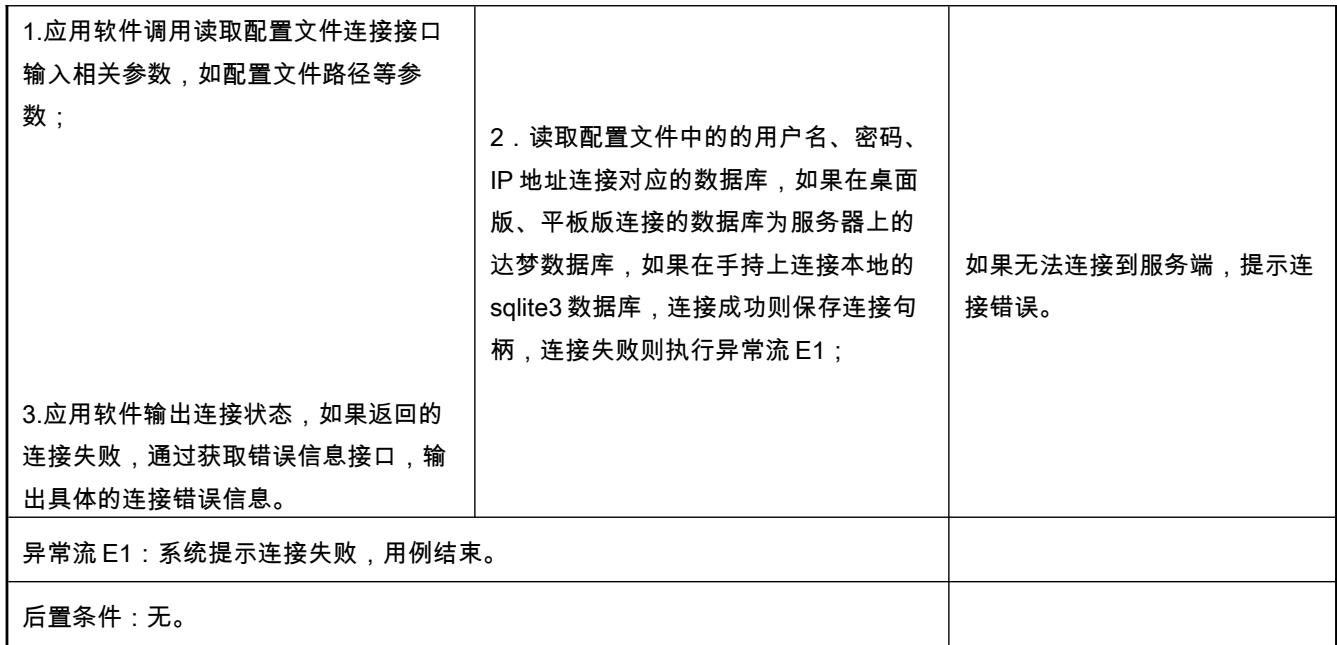 1.应用软件调用读取配置文件连接接口
输入相关参数，如配置文件路径等参
数；
2．读取配置文件中的的用户名、密码、
IP 地址连接对应的数据库，如果在桌面
版、平板版连接的数据库为服务器上的
达梦数据库，如果在手持上连接本地的
sqlite3 数据库，连接成功则保存连接句
柄，连接失败则执行异常流 E1；
如果无法连接到服务端，提示连
接错误。
3.应用软件输出连接状态，如果返回的
连接失败，通过获取错误信息接口，输
出具体的连接错误信息。
异常流 E1：系统提示连接失败，用例结束。
后置条件：无。